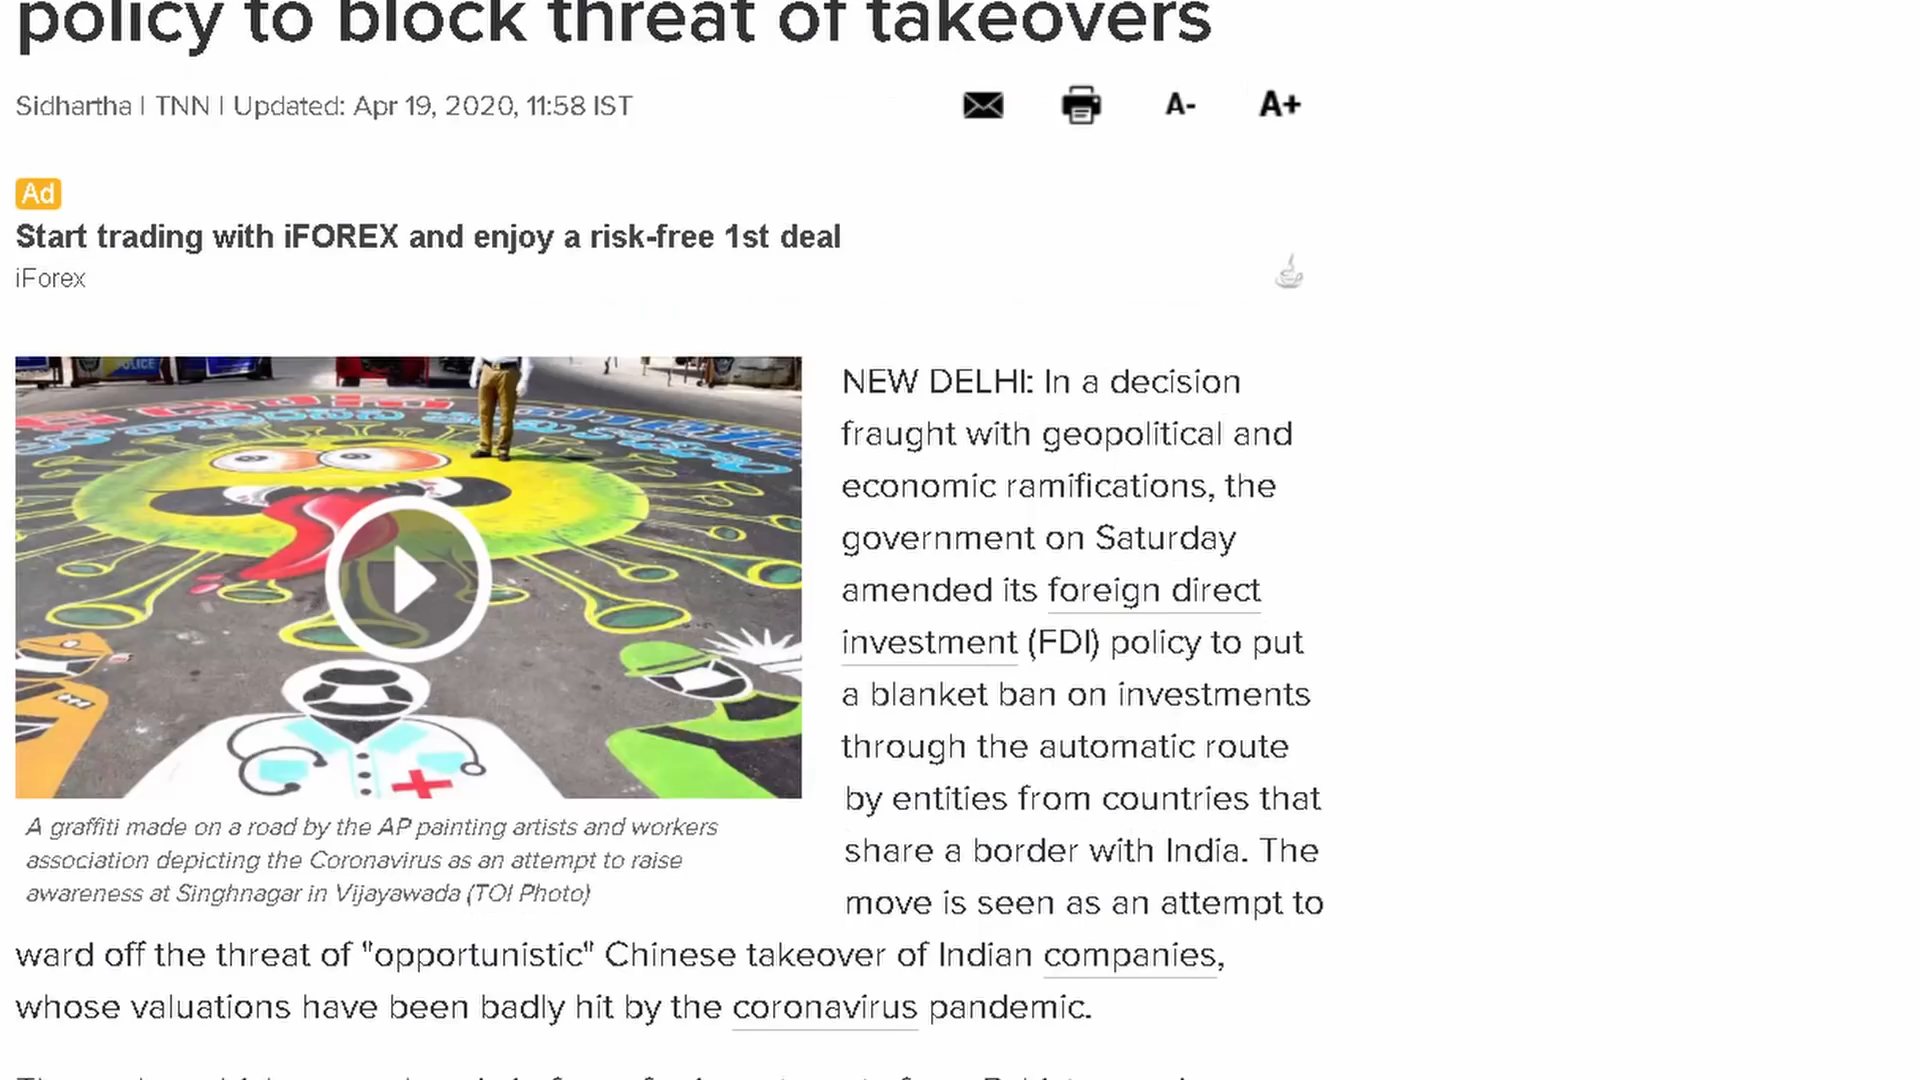 policy to block threat of takeovers
Sidhartha | TNN | Updated: Apr 19, 2020, 11:58 IST
A-
A+
Ad
Start trading with iFOREX and enjoy a risk-free 1st deal
iForex
POLICE
NEW DELHI: In a decision
fraught with geopolitical and
economic ramifications, the
government on Saturday
amended its foreign direct
investment (FDI) policy to put
a blanket ban on investments
through the automatic route
by entities from countries that
share a border with India. The
move is seen as an attempt to
A graffiti made on a road by the AP painting artists and workers
association depicting the Coronavirus as an attempt to raise
awareness at Singhnagar in Vijayawada (TOI Photo)
ward off the threat of "opportunistic" Chinese takeover of Indian companies,
whose valuations have been badly hit by the coronavirus pandemic.